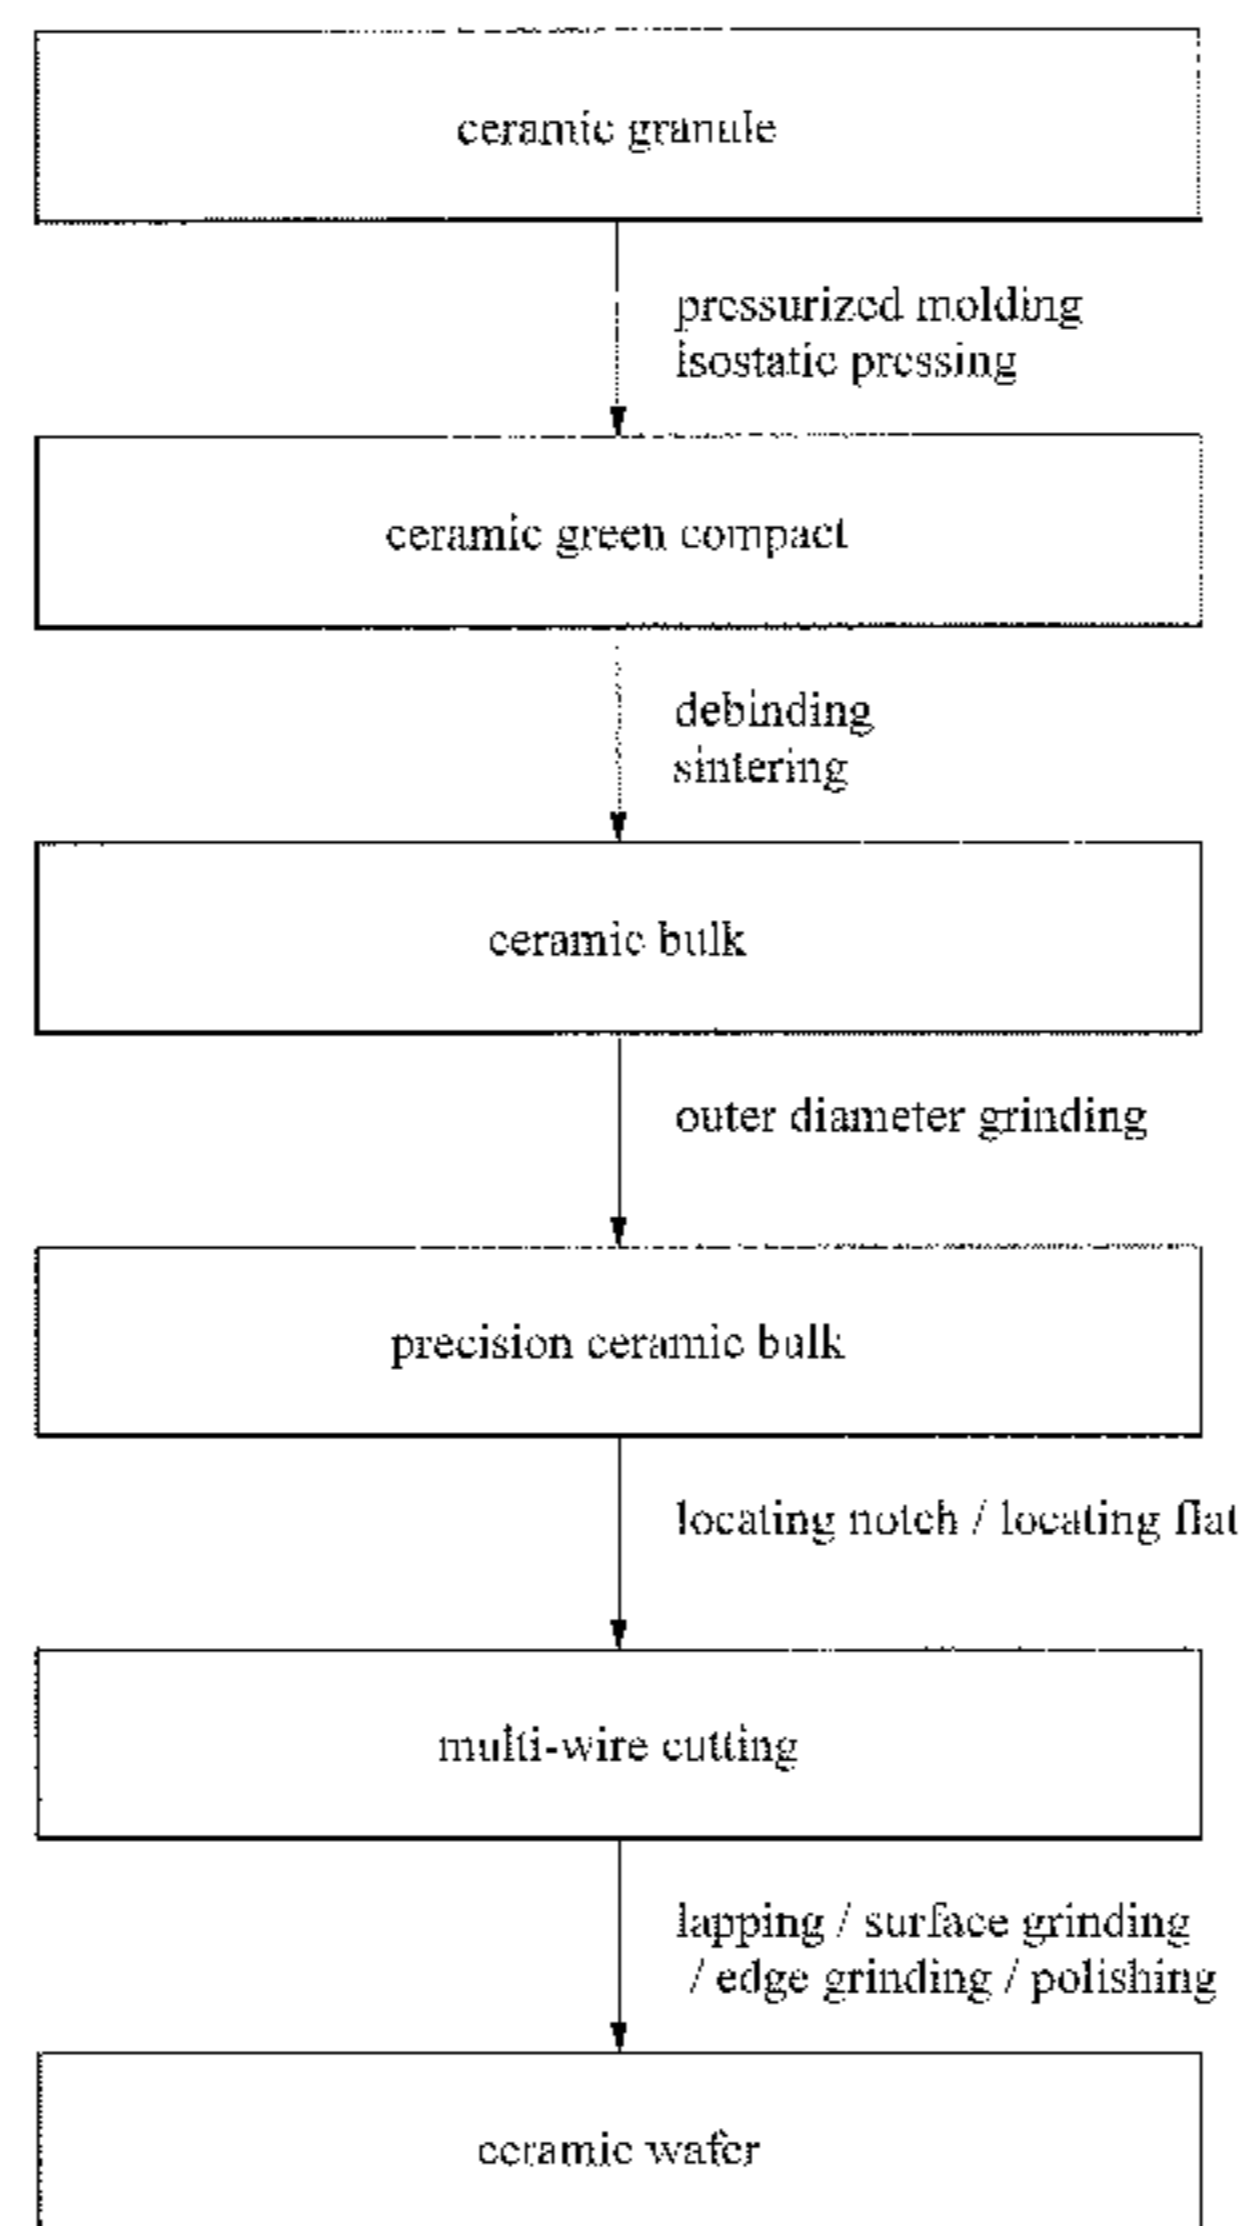 ceramic granule
pressurized molding
isostatic pressing
ceramic green compact
debinding
sintering
ceramic bulk
outer diameter grinding
precision ceramic bulk
locating notch / locating flat
multi-wire cutting
lapping / surface grinding
/ edge grinding / polishing
ceramic wafer